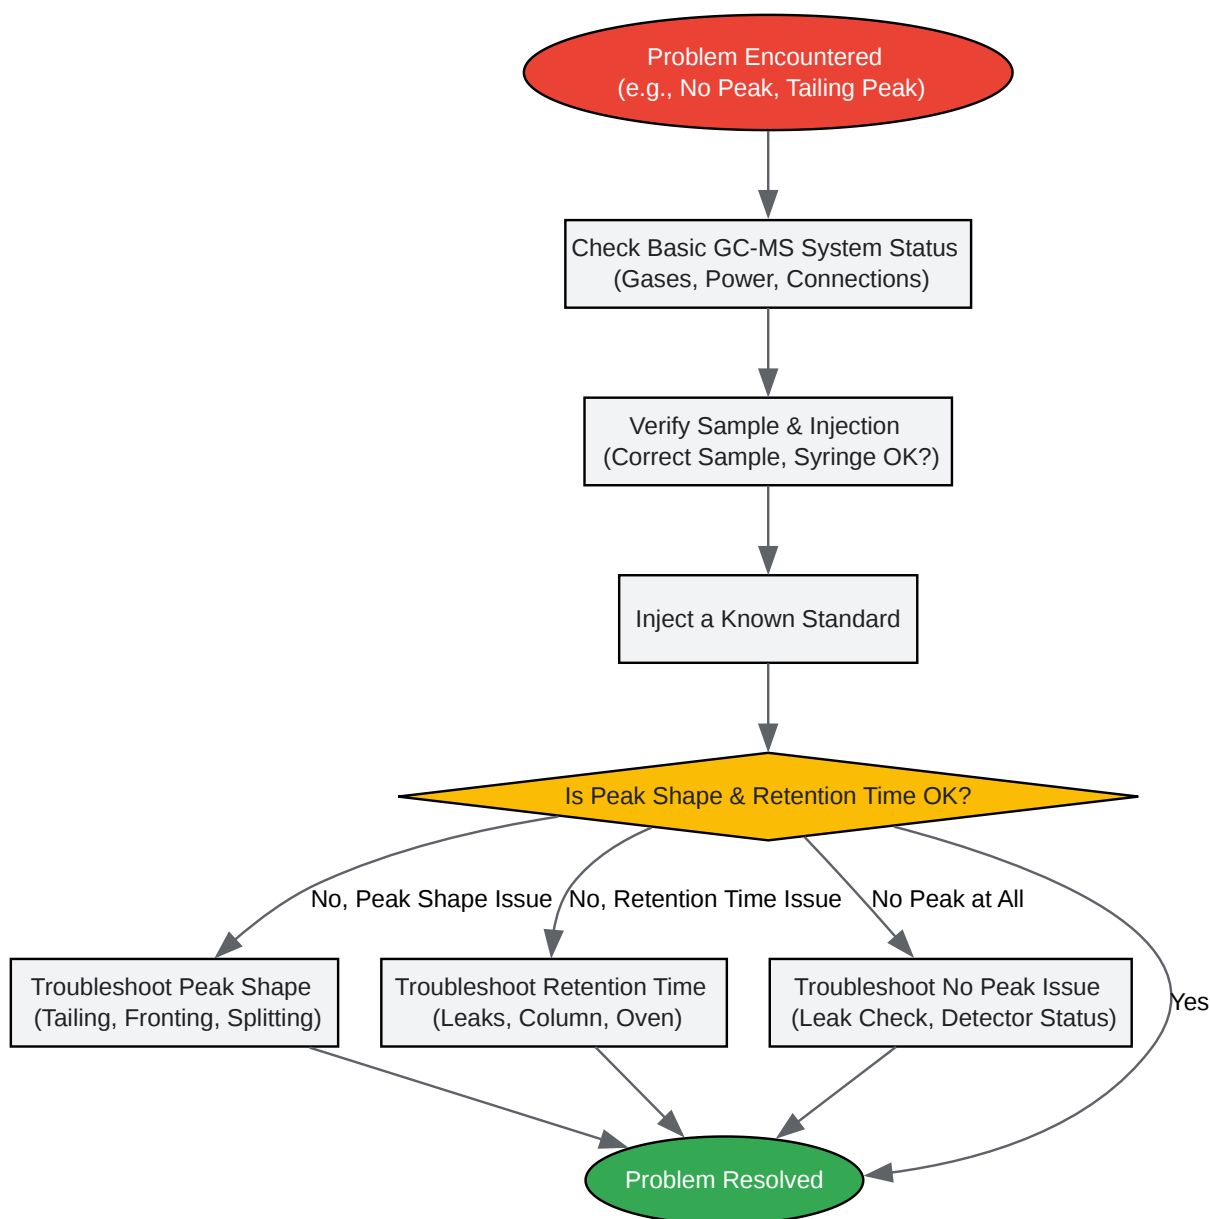 Problem Encountered
(e.g., No Peak, Tailing Peak)
Check Basic GC-MS System Status
(Gases, Power, Connections)
Verify Sample & Injection
(Correct Sample, Syringe OK?)
Inject a Known Standard
Is Peak Shape & Retention Time OK?
No, Peak Shape Issue
No, Retention Time Issue
No Peak at All
Yes
Troubleshoot Peak Shape
(Tailing, Fronting, Splitting)
Troubleshoot Retention Time
(Leaks, Column, Oven)
Troubleshoot No Peak Issue
(Leak Check, Detector Status)
Problem Resolved